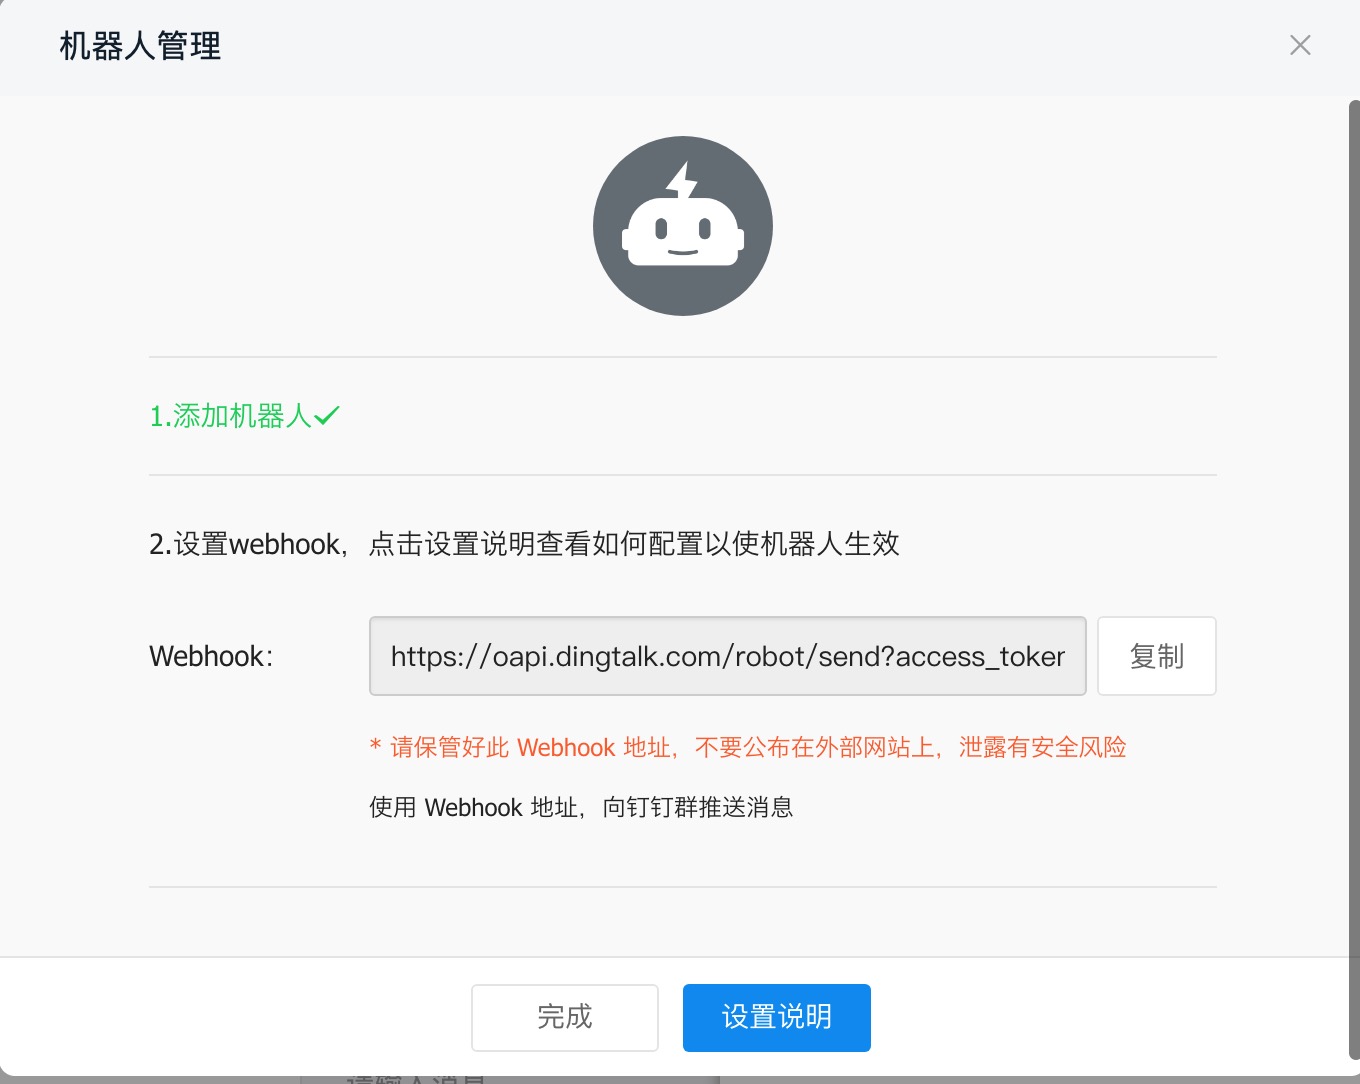 机器人管理
1.添加机器人
2.设置webhook，点击设置说明查看如何配置以使机器人生效
Webhook： https://oapi.dingtalk.com/robot/send?access_token 复制
* 请保管好此 Webhook 地址，不要公布在外部网站上，泄露有安全风险
使用 Webhook 地址，向钉钉群推送消息
完成 设置说明